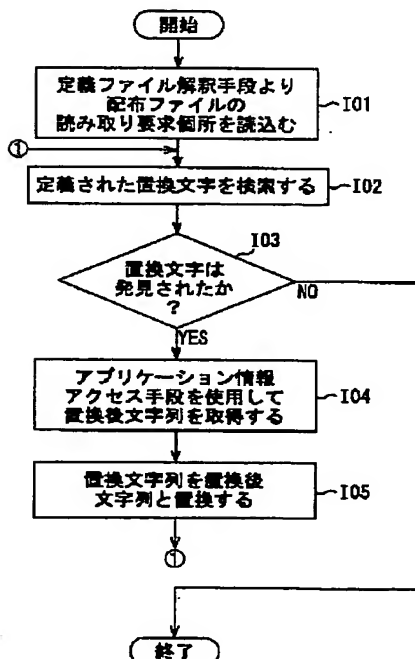 開始
定義ファイル解釈手段より
配布ファイルの
読み取り要求個所を読込む
I01
①
定義された置換文字を検索する
I02
I03
置換文字は
発見されたか
?
NO
YES
アプリケーション情報
アクセス手段を使用して
置換後文字列を取得する
I04
置換文字列を置換後
文字列と置換する
I05
①
終了